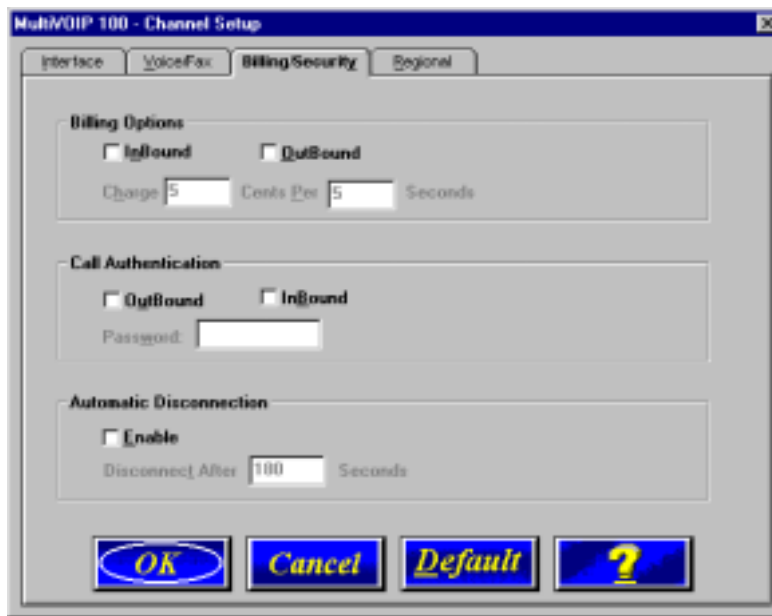 MultiVOIP 100 - Channel Setup
Interface Voice/Fax Billing/Security Regional
Billing Options
InBound OutBound
Charge 5 Cents Per 5 Seconds
Call Authentication
OutBound InBound
Password:
Automatic Disconnection
Enable
Disconnect After 180 Seconds
OK Cancel Default ?